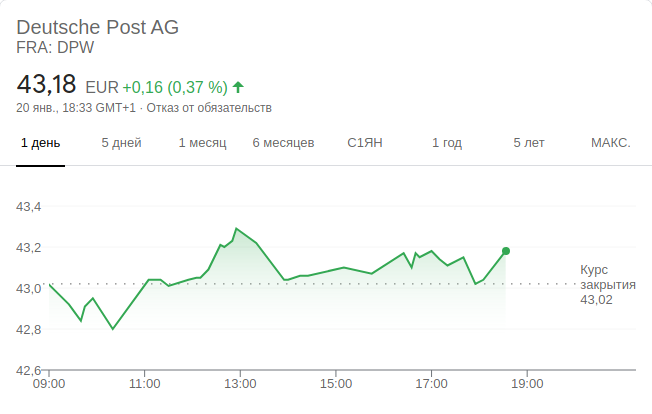 Deutsche Post AG
FRA: DPW
43,18 EUR +0,16 (0,37 %)
20 янв., 18:33 GMT+1 · Отказ от обязательств
1 день 5 дней 1 месяц 6 месяцев С1ЯН 1 год 5 лет МАКС.
43,4
43,2
43,0
42,8
42,6
Курс
закрытия
43,02
09:00 11:00 13:00 15:00 17:00 19:00